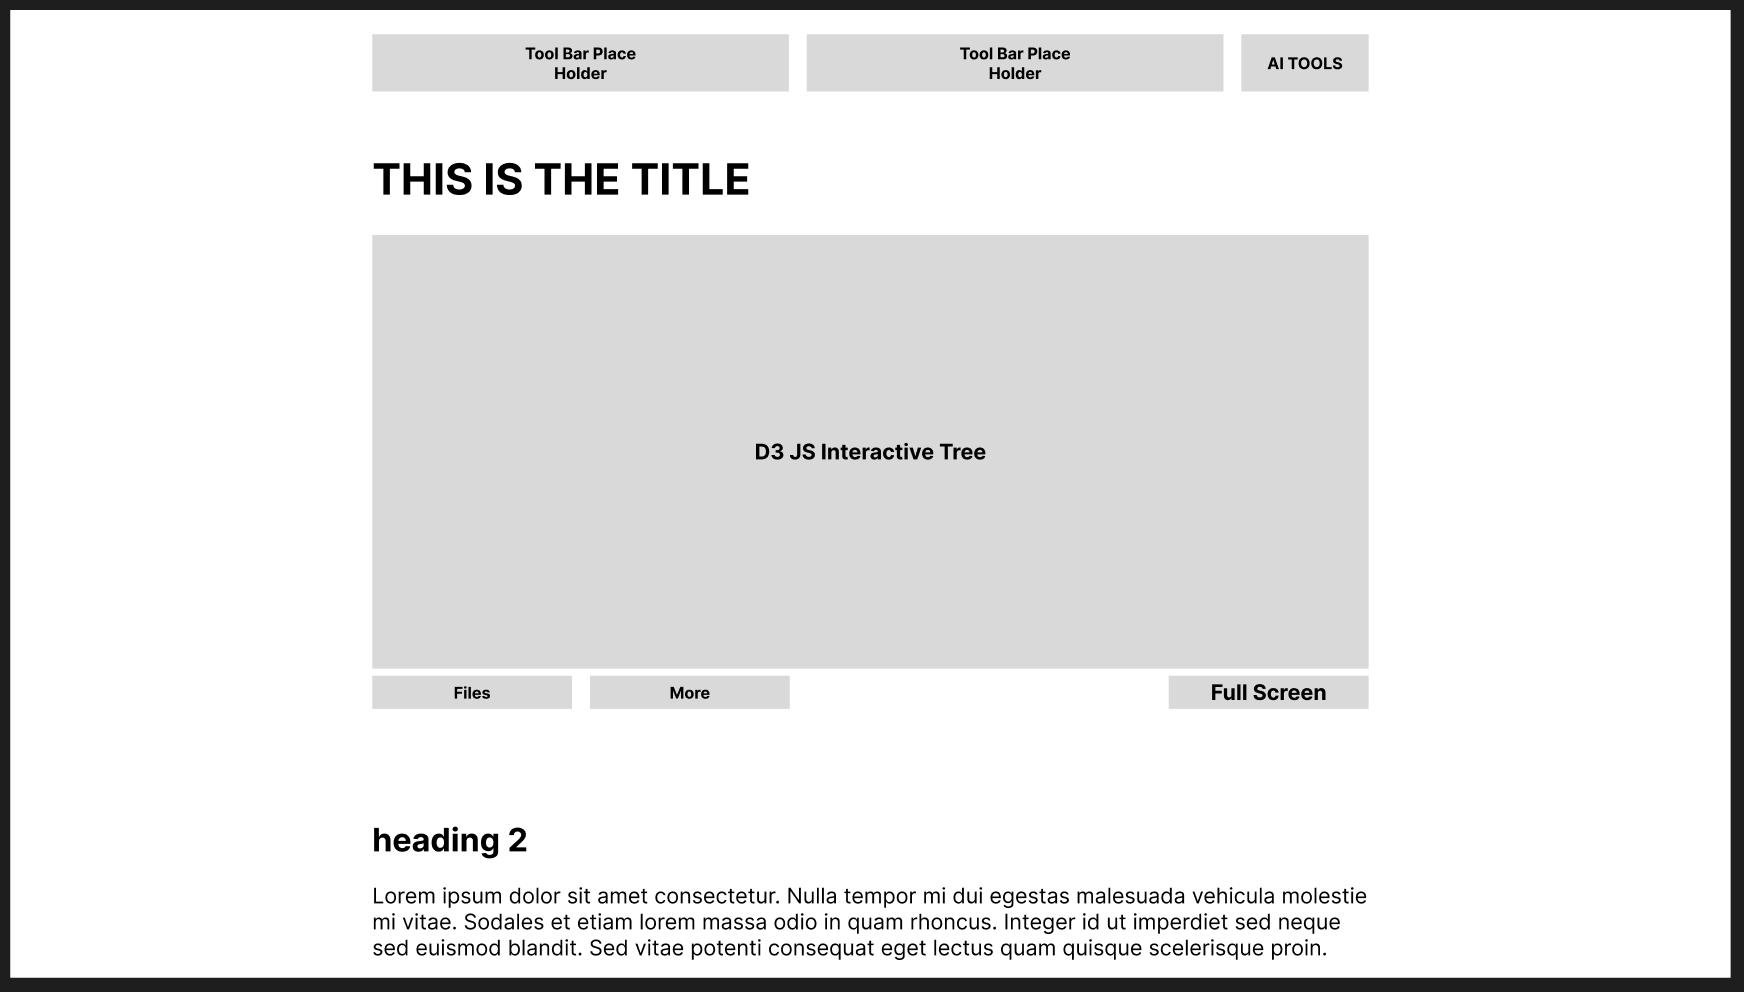 Tool Bar Place
Holder
Tool Bar Place
Holder
AI TOOLS
THIS IS THE TITLE
D3 JS Interactive Tree
Files
More
Full Screen
heading 2
Lorem ipsum dolor sit amet consectetur. Nulla tempor mi dui egestas malesuada vehicula molestie
mi vitae. Sodales et etiam lorem massa odio in quam rhoncus. Integer id ut imperdiet sed neque
sed euismod blandit. Sed vitae potenti consequat eget lectus quam quisque scelerisque proin.